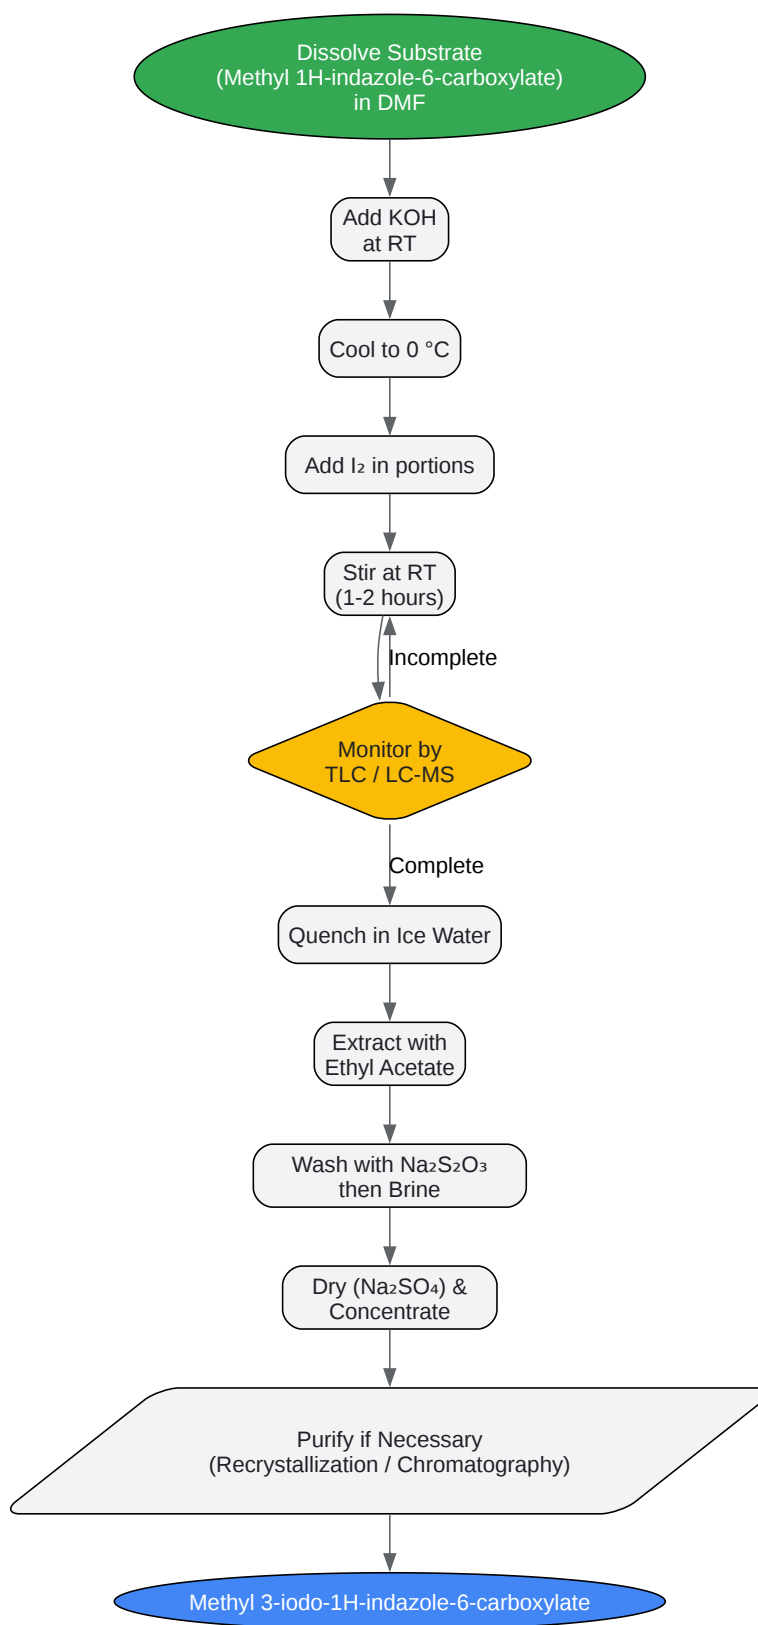 Dissolve Substrate
(Methyl 1H-indazole-6-carboxylate)
in DMF
Add KOH
at RT
Cool to 0 °C
Add I₂ in portions
Stir at RT
(1-2 hours)
Incomplete
Monitor by
TLC / LC-MS
Complete
Quench in Ice Water
Extract with
Ethyl Acetate
Wash with Na₂S₂O₃
then Brine
Dry (Na₂SO₄) &
Concentrate
Purify if Necessary
(Recrystallization / Chromatography)
Methyl 3-iodo-1H-indazole-6-carboxylate